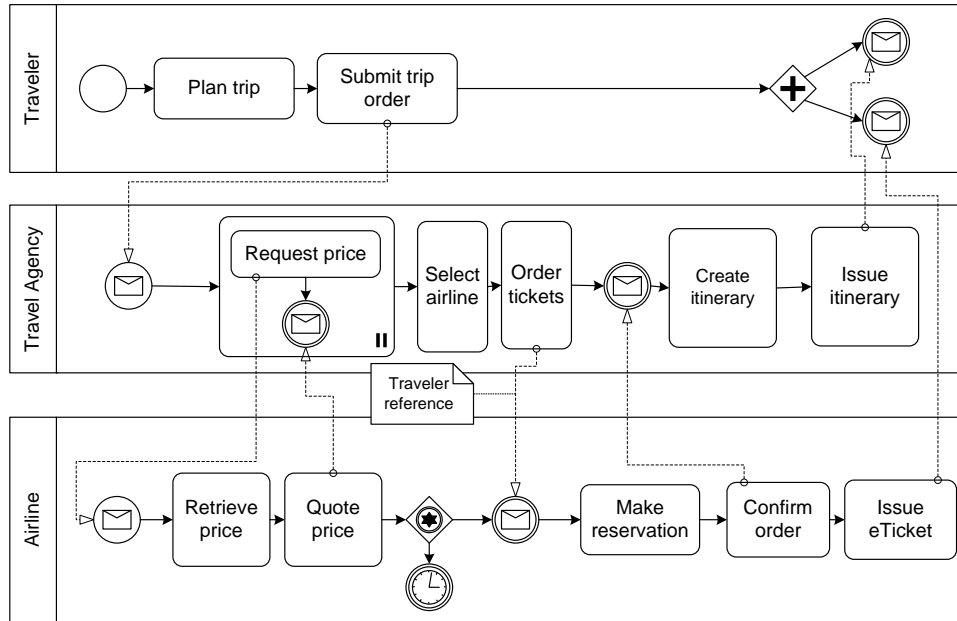 Traveler
Plan trip
Submit trip
order
Travel Agency
Request price
Select
airline
Order
tickets
Create
itinerary
Issue
itinerary
Traveler
reference
Airline
Retrieve
price
Quote
price
Make
reservation
Confirm
order
Issue
eTicket